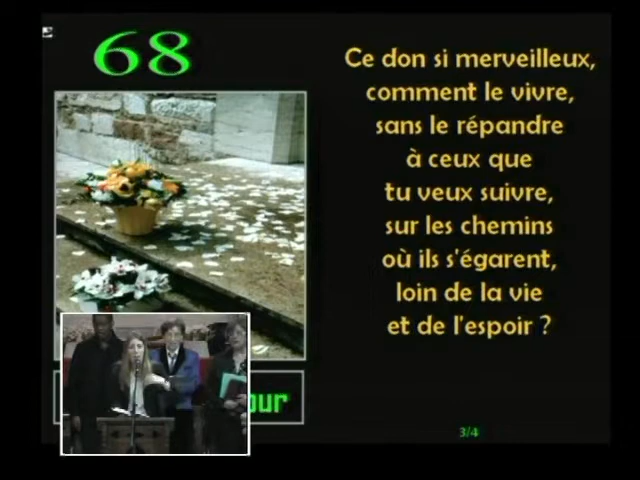 68
Ce don si merveilleux,
comment le vivre,
sans le répandre
à ceux que
tu veux suivre,
sur les chemins
où ils s'égarent,
loin de la vie
et de l'espoir ?
3/4